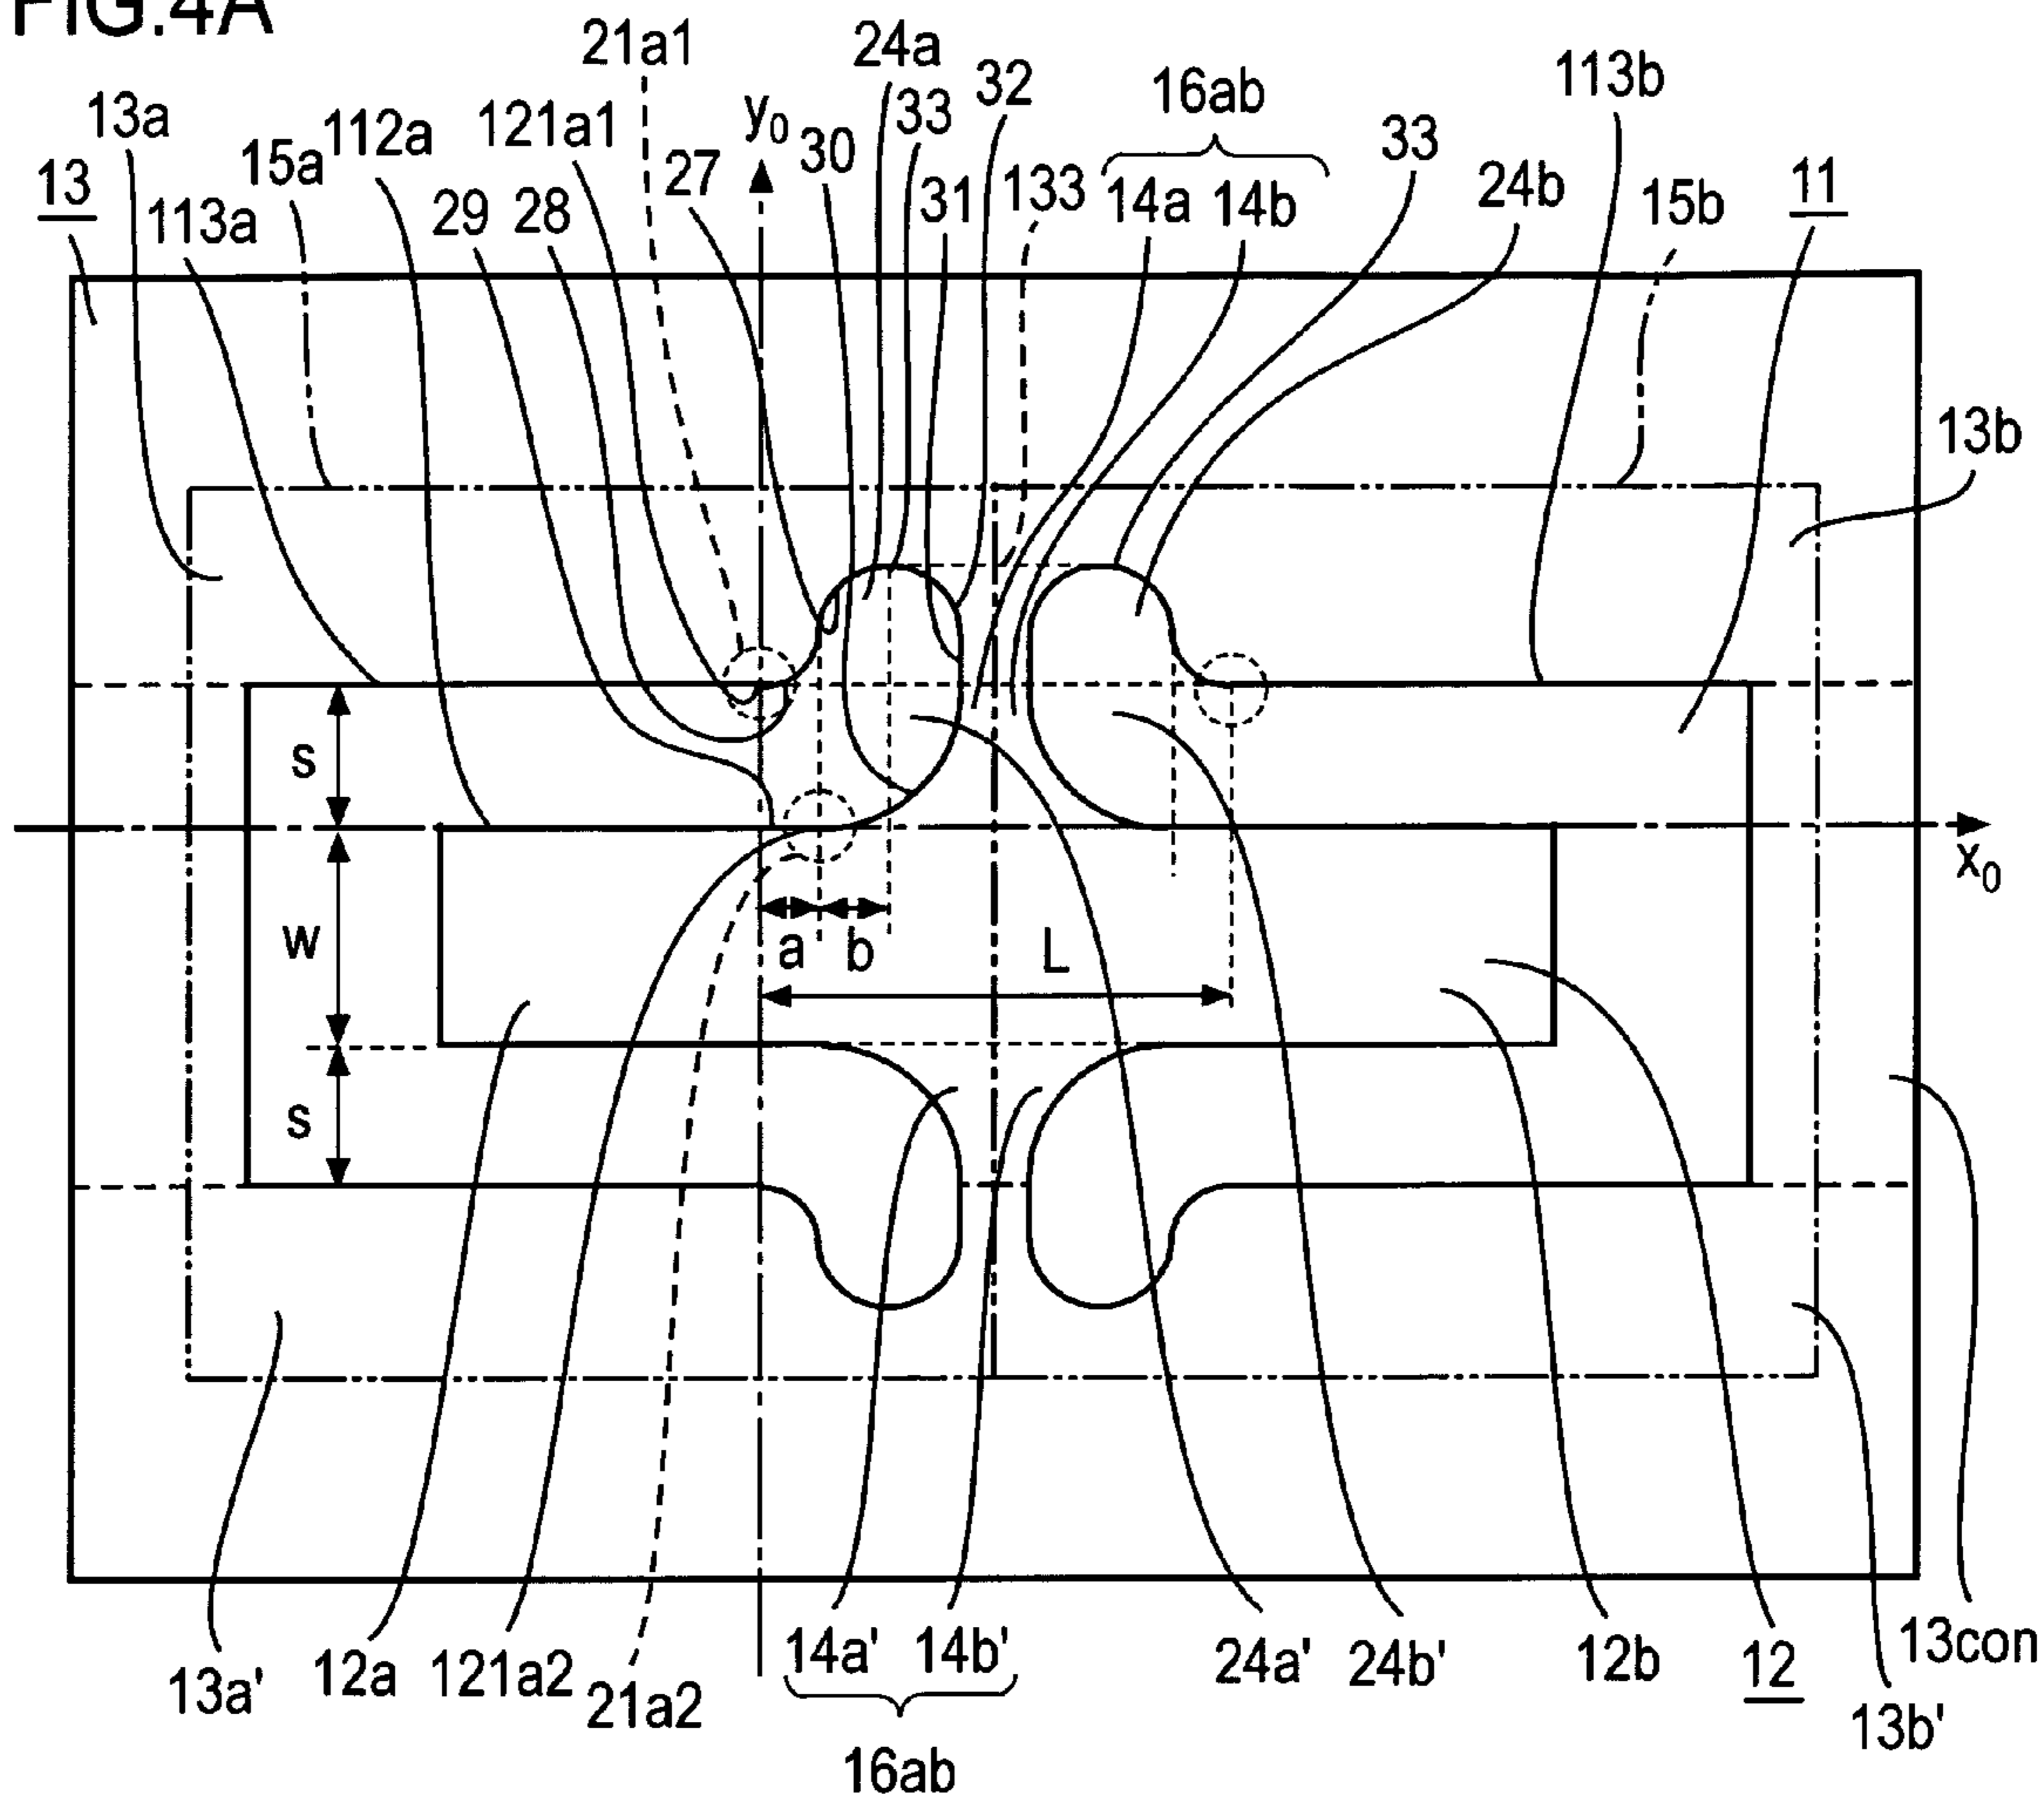 FIG.4A
21a1
24a
33
32
16ab
113b
13a
15a
112a
121a1
27
y0
30
31
133
14a
14b
33
24b
15b
11
13
113a
29
28
13b
S
x0
W
a
b
L
S
13a'
12a
121a2
21a2
14a'
14b'
16ab
24a'
24b'
12b
12
13con
13b'